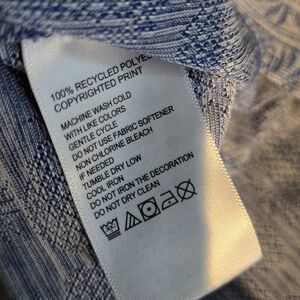 100% RECYCLED POLYES
COPYRIGHTED PRINT
MACHINE WASH COLD
WITH LIKE COLORS
GENTLE CYCLE
DO NOT USE FABRIC SOFTENER
NON CHLORINE BLEACH
IF NEEDED
TUMBLE DRY LOW
COOL IRON
DO NOT IRON THE DECORATION
DO NOT DRY CLEAN